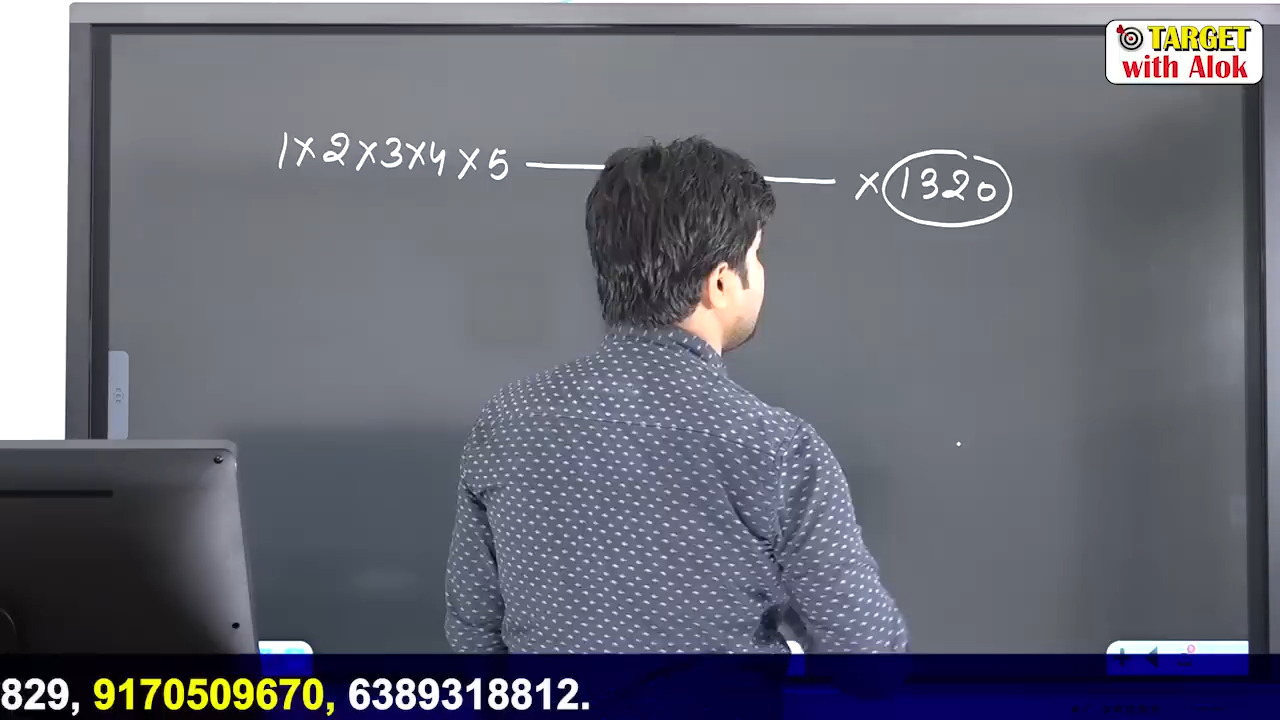 TARGET
with Alok
1×2×3×4×5 — — ×1320
829, 9170509670, 6389318812.